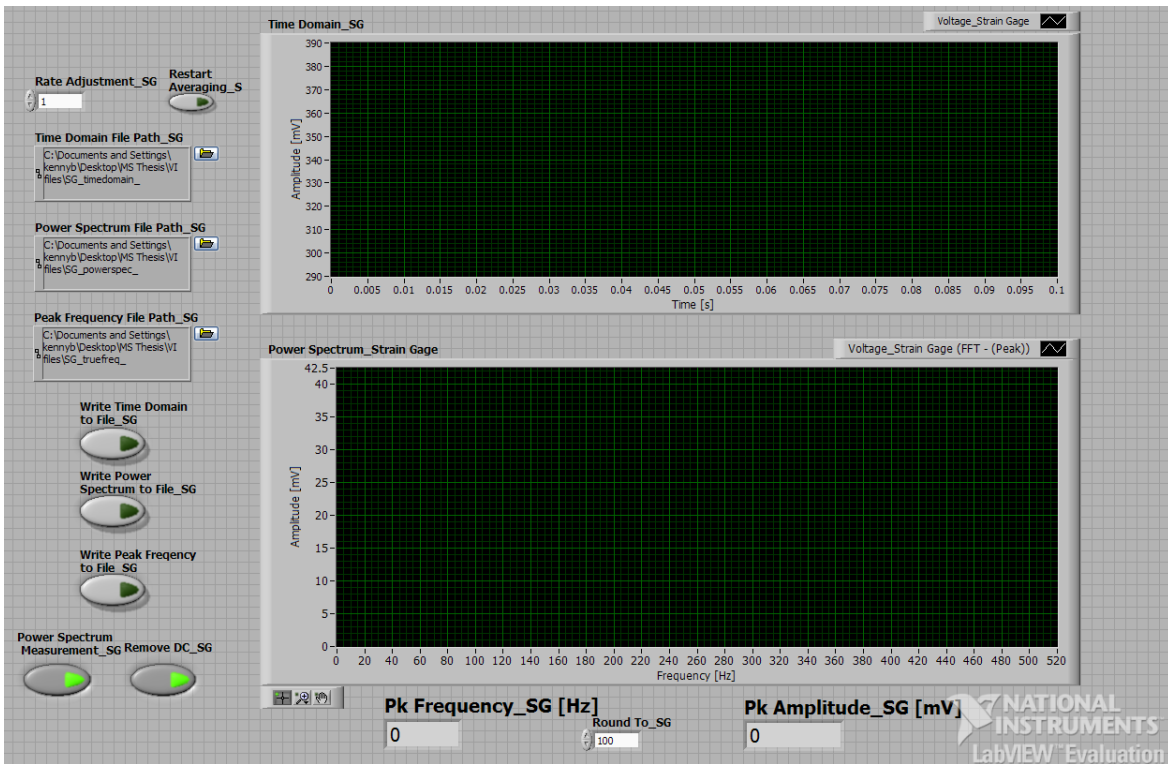 Time Domain_SG
Voltage_Strain Gage
Rate Adjustment_SG
1
Restart
Averaging_S
Time Domain File Path_SG
C:\Documents and Settings\
kennyb\Desktop\MS Thesis\VI
files\SG_timedomain_
Power Spectrum File Path_SG
C:\Documents and Settings\
kennyb\Desktop\MS Thesis\VI
files\SG_powerspec_
Peak Frequency File Path_SG
C:\Documents and Settings\
kennyb\Desktop\MS Thesis\VI
files\SG_truefreq_
Write Time Domain
to File_SG
Write Power
Spectrum to File_SG
Write Peak Freqency
to File_SG
Power Spectrum
Measurement_SG
Remove DC_SG
Amplitude [mV]
390
380
370
360
350
340
330
320
310
300
290
0 0.005 0.01 0.015 0.02 0.025 0.03 0.035 0.04 0.045 0.05 0.055 0.06 0.065 0.07 0.075 0.08 0.085 0.09 0.095 0.1
Time [s]
Power Spectrum_Strain Gage
Voltage_Strain Gage (FFT - (Peak))
Amplitude [mV]
42.5
40
35
30
25
20
15
10
5
0
0 20 40 60 80 100 120 140 160 180 200 220 240 260 280 300 320 340 360 380 400 420 440 460 480 500 520
Frequency [Hz]
Pk Frequency_SG [Hz]
0
Round To_SG
100
Pk Amplitude_SG [mV]
0
NATIONAL
INSTRUMENTS
LabVIEW™Evaluation